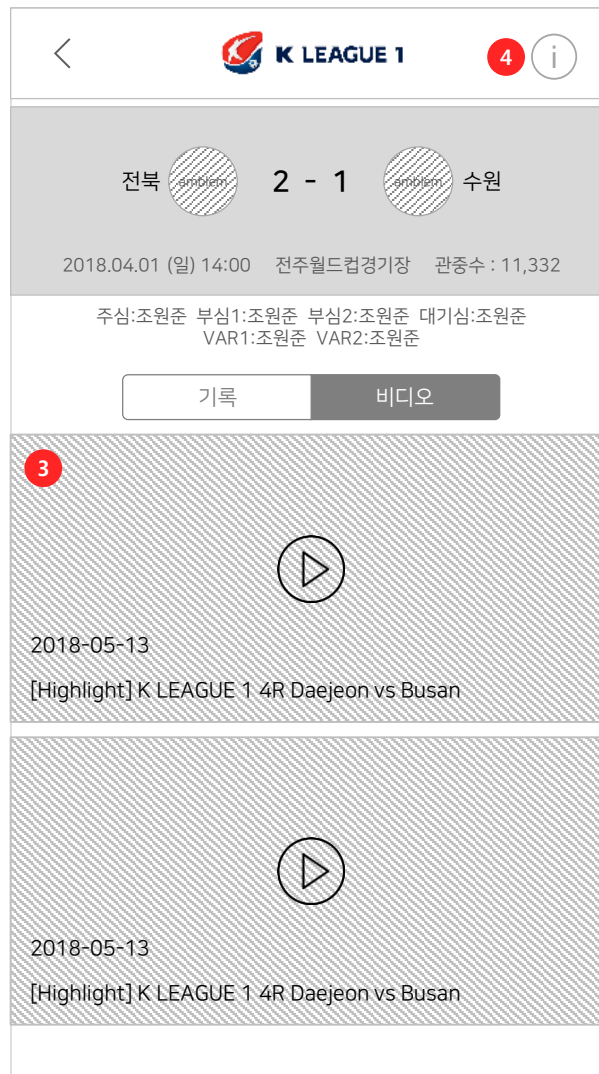 K LEAGUE 1
4
i
전북 amblem 2 - 1 amblem 수원
2018.04.01 (일) 14:00 전주월드컵경기장 관중수 : 11,332
주심:조원준 부심1:조원준 부심2:조원준 대기심:조원준
VAR1:조원준 VAR2:조원준
기록 비디오
3
2018-05-13
[Highlight] K LEAGUE 1 4R Daejeon vs Busan
2018-05-13
[Highlight] K LEAGUE 1 4R Daejeon vs Busan